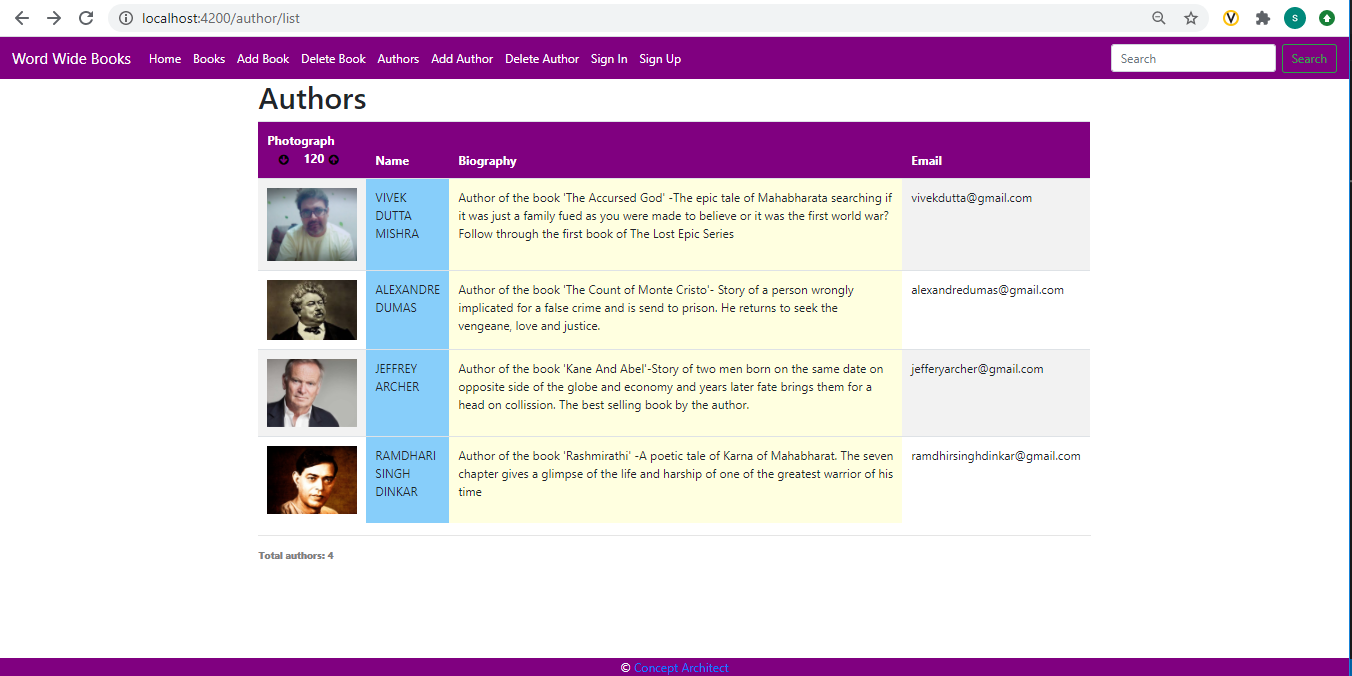 localhost:4200/author/list
V
S
Word Wide Books Home Books Add Book Delete Book Authors Add Author Delete Author Sign In Sign Up Search Search
Authors
Photograph
120 Name Biography Email
VIVEK DUTTA MISHRA
Author of the book 'The Accursed God' -The epic tale of Mahabharata searching if
it was just a family fued as you were made to believe or it was the first world war?
Follow through the first book of The Lost Epic Series
vivekdutta@gmail.com
ALEXANDRE DUMAS
Author of the book 'The Count of Monte Cristo'- Story of a person wrongly
implicated for a false crime and is send to prison. He returns to seek the
vengeane, love and justice.
alexandredumas@gmail.com
JEFFREY ARCHER
Author of the book 'Kane And Abel'-Story of two men born on the same date on
opposite side of the globe and economy and years later fate brings them for a
head on collission. The best selling book by the author.
jefferyarcher@gmail.com
RAMDHARI SINGH DINKAR
Author of the book 'Rashmirathi' -A poetic tale of Karna of Mahabharat. The seven
chapter gives a glimpse of the life and harship of one of the greatest warrior of his
time
ramdhirsinghdinkar@gmail.com
Total authors: 4
© Concept Architect